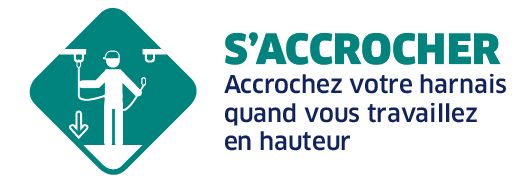 S'ACCROCHER
Accrochez votre harnais
quand vous travaillez
en hauteur